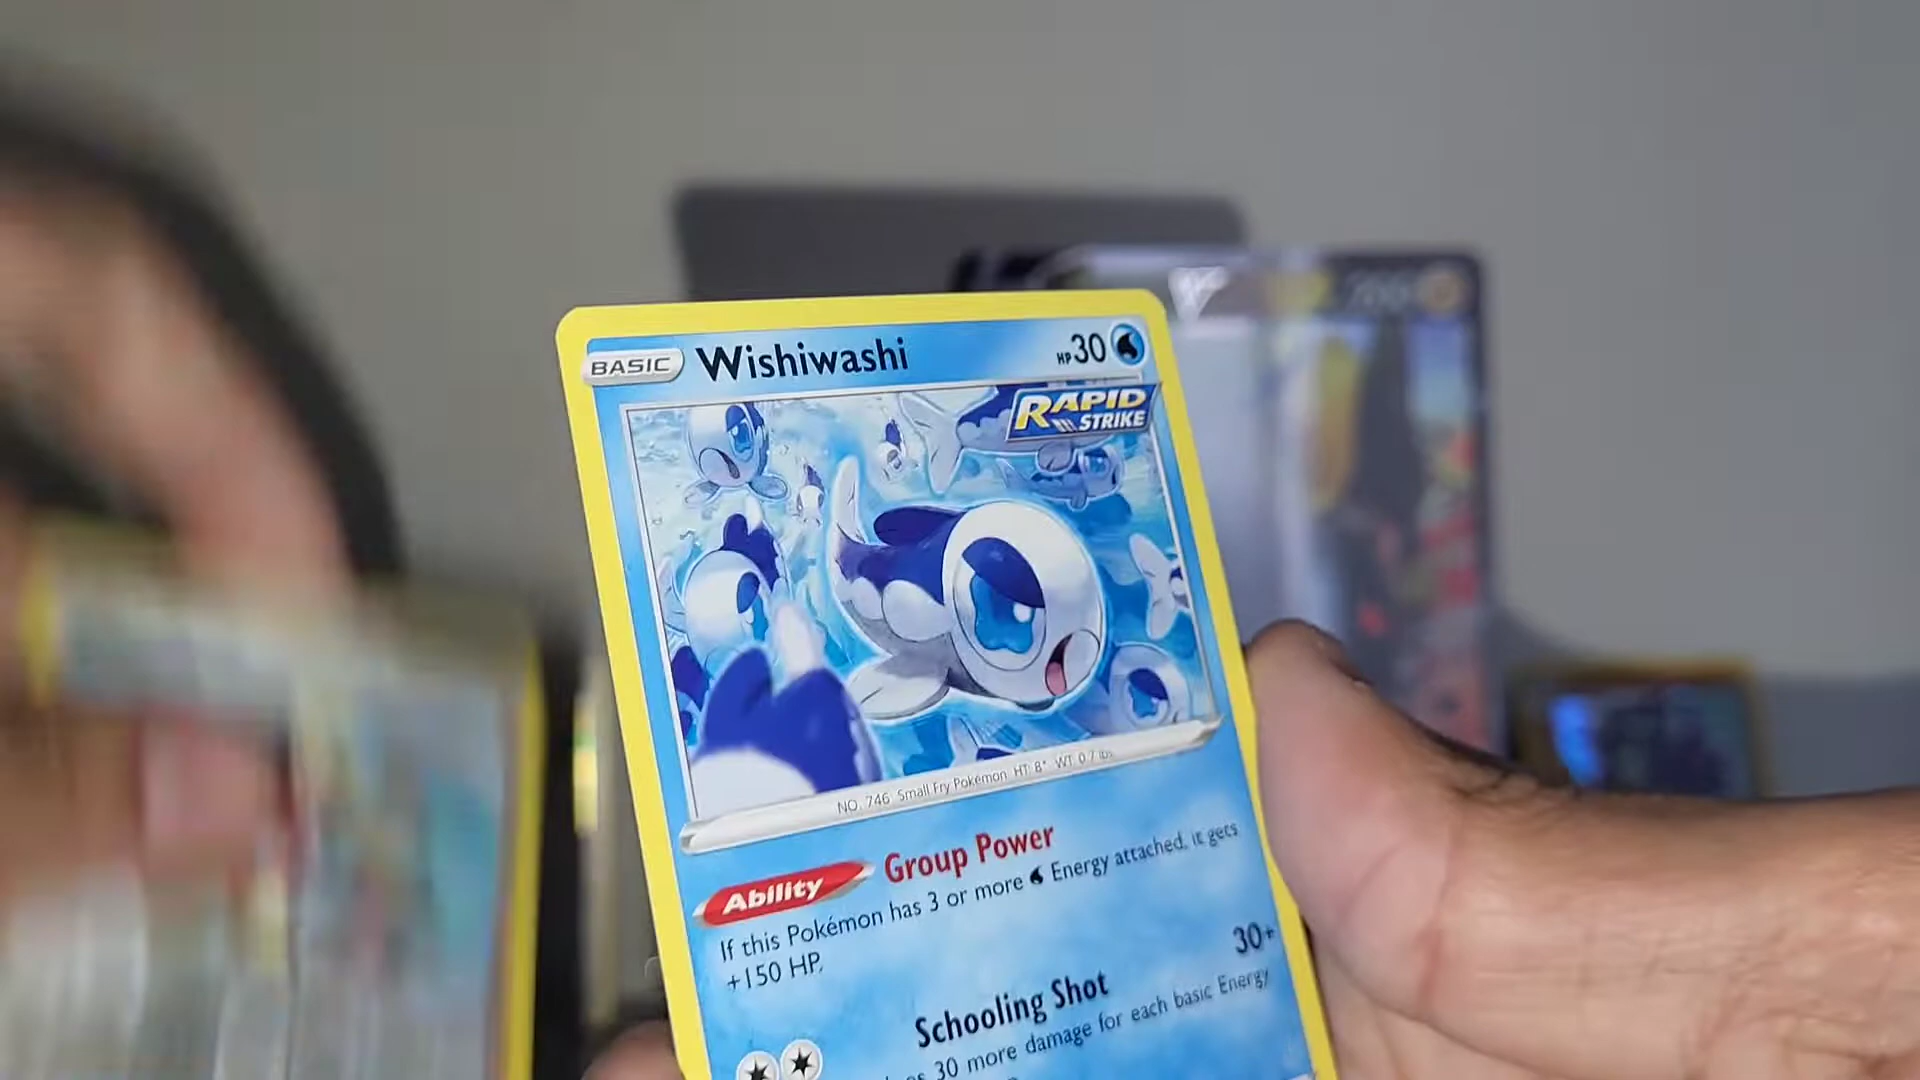 BASIC Wishiwashi HP30
RAPID
STRIKE
NO. 746 Small Fry Pokémon HT: 8" WT: 0.7 lbs.
Ability Group Power
If this Pokémon has 3 or more Energy attached, it gets
+150 HP.
Schooling Shot 30+
30 more damage for each basic Energy